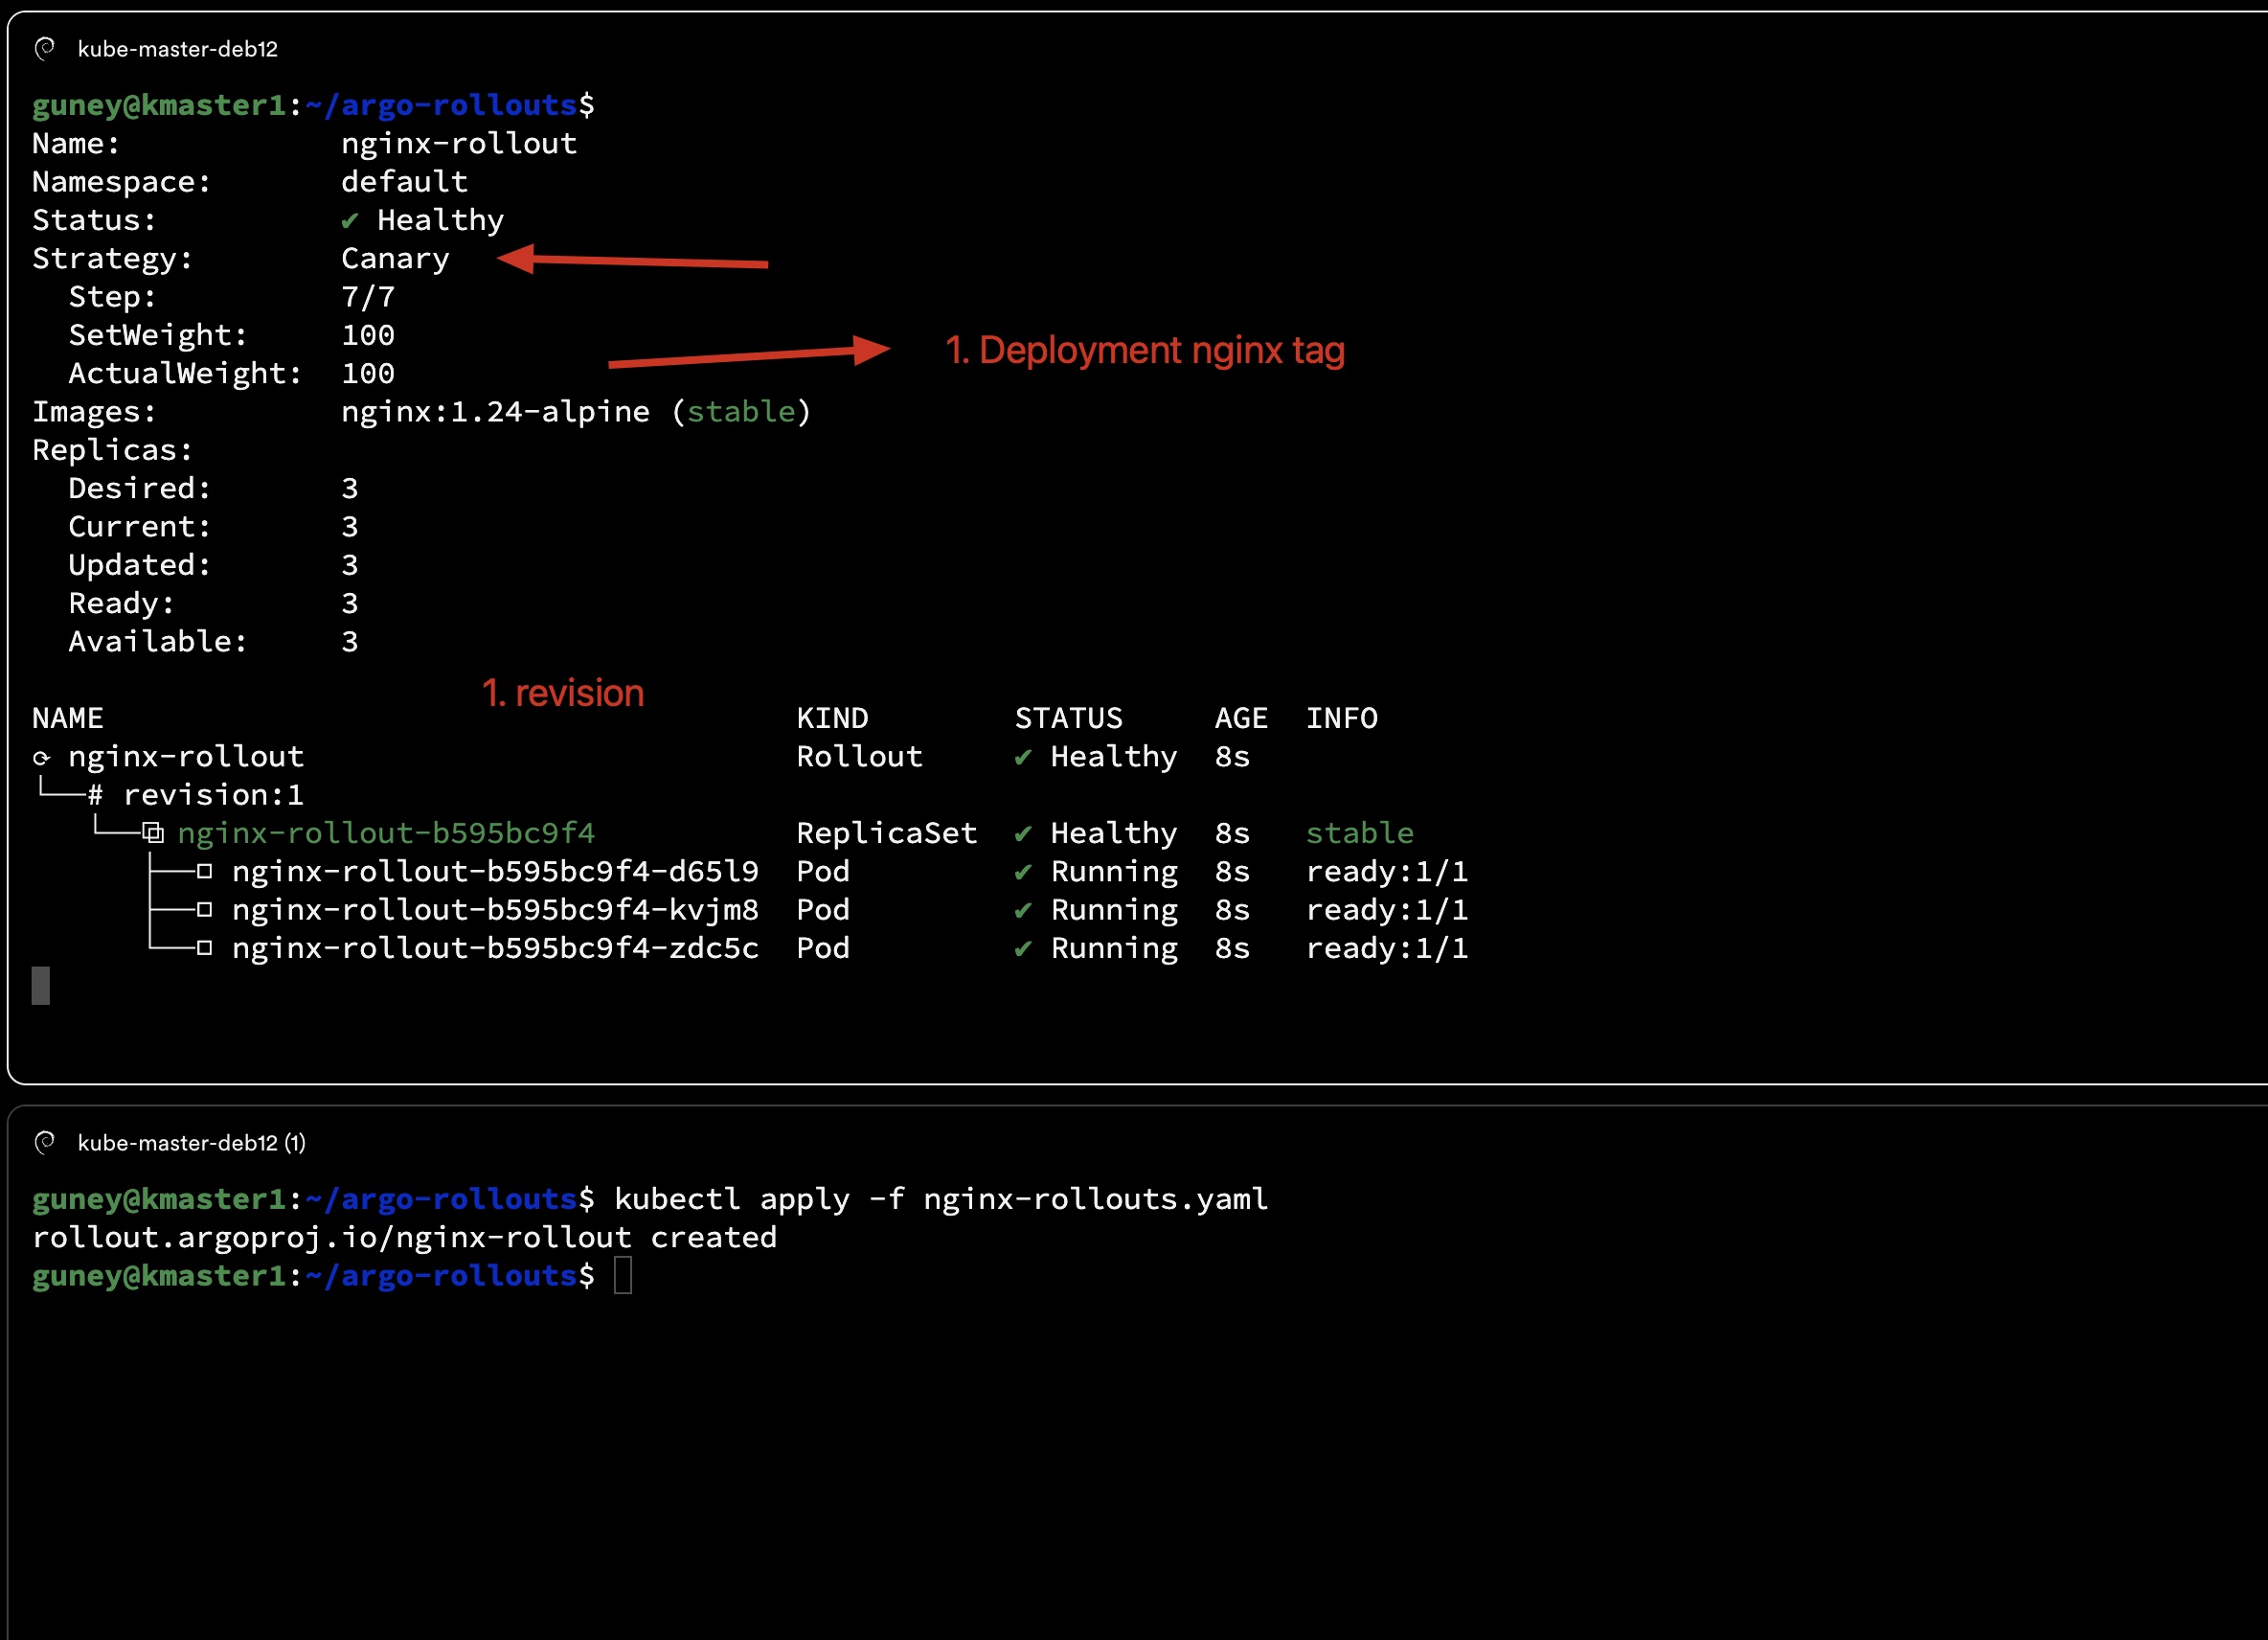 kube-master-deb12
guney@kmaster1:~/argo-rollouts$
Name: nginx-rollout
Namespace: default
Status: ✔ Healthy
Strategy: Canary
Step: 7/7
SetWeight: 100
1. Deployment nginx tag
ActualWeight: 100
Images: nginx:1.24-alpine (stable)
Replicas:
Desired: 3
Current: 3
Updated: 3
Ready: 3
Available: 3
1. revision
NAME KIND STATUS AGE INFO
⟳ nginx-rollout Rollout ✔ Healthy 8s
└──# revision:1
└──⧉ nginx-rollout-b595bc9f4 ReplicaSet ✔ Healthy 8s stable
├──□ nginx-rollout-b595bc9f4-d65l9 Pod ✔ Running 8s ready:1/1
├──□ nginx-rollout-b595bc9f4-kvjm8 Pod ✔ Running 8s ready:1/1
└──□ nginx-rollout-b595bc9f4-zdc5c Pod ✔ Running 8s ready:1/1
kube-master-deb12 (1)
guney@kmaster1:~/argo-rollouts$ kubectl apply -f nginx-rollouts.yaml
rollout.argoproj.io/nginx-rollout created
guney@kmaster1:~/argo-rollouts$